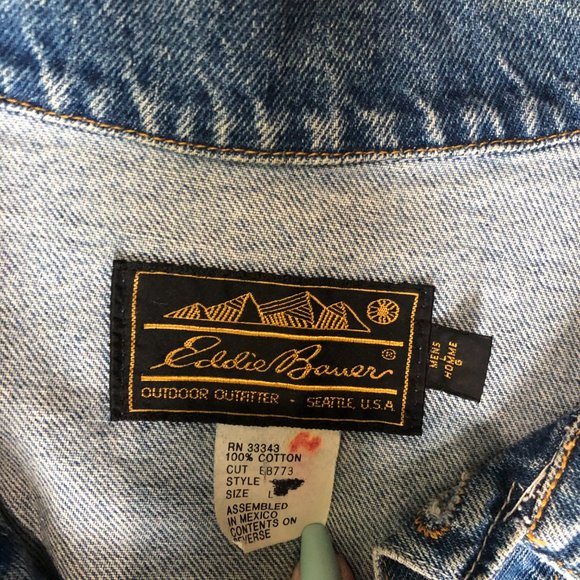 Eddie Bauer ®
OUTDOOR OUTFITTER - SEATTLE, U.S.A.
MENS
L
HOMME
G
RN 33343
100% COTTON
CUT E8773
STYLE
SIZE L
ASSEMBLED
IN MEXICO
CONTENTS ON
REVERSE